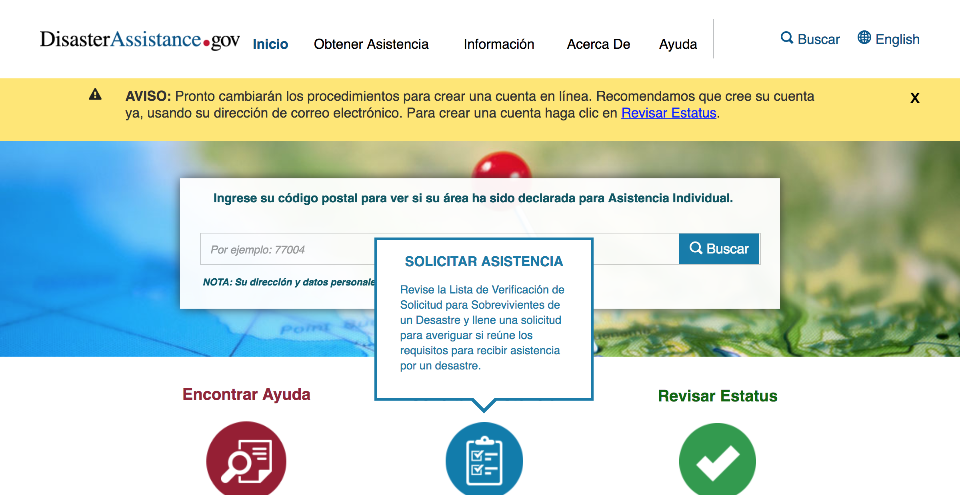 DisasterAssistance.gov
Inicio
Obtener Asistencia
Información
Acerca De
Ayuda
Buscar
English
AVISO: Pronto cambiarán los procedimientos para crear una cuenta en línea. Recomendamos que cree su cuenta
ya, usando su dirección de correo electrónico. Para crear una cuenta haga clic en Revisar Estatus.
X
Ingrese su código postal para ver si su área ha sido declarada para Asistencia Individual.
Por ejemplo: 77004
Buscar
NOTA: Su dirección y datos personale
SOLICITAR ASISTENCIA
Revise la Lista de Verificación de
Solicitud para Sobrevivientes de
un Desastre y llene una solicitud
para averiguar si reúne los
requisitos para recibir asistencia
por un desastre.
Point
Encontrar Ayuda
Revisar Estatus